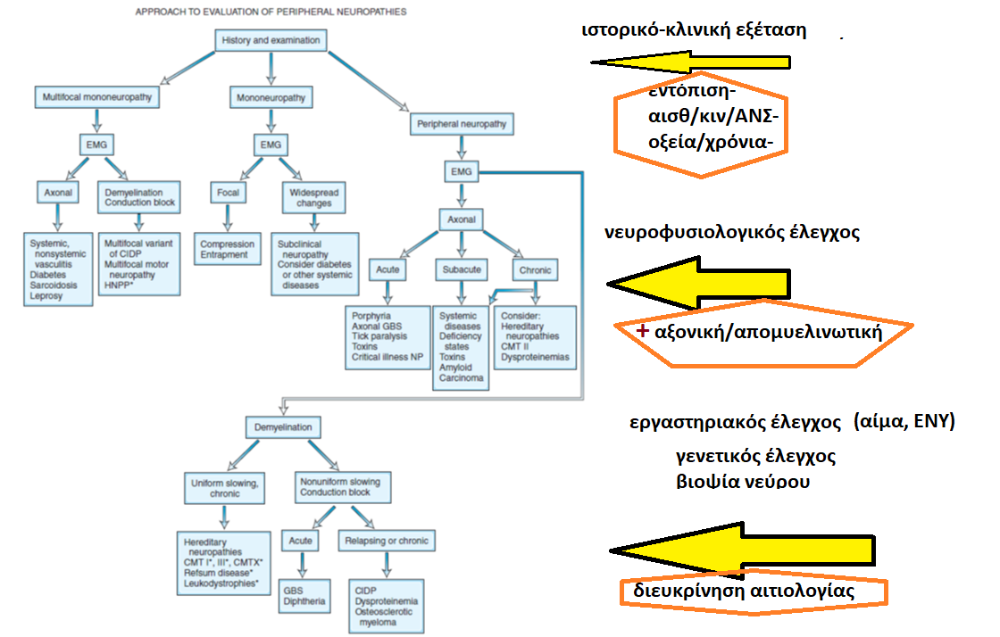 APPROACH TO EVALUATION OF PERIPHERAL NEUROPATHIES
History and examination
Multifocal mononeuropathy
Mononeuropathy
Peripheral neuropathy
EMG
EMG
EMG
Axonal
Demyelination
Conduction block
Focal
Widespread
changes
Axonal
Systemic,
nonsystemic
vasculitis
Diabetes
Sarcoidosis
Leprosy
Multifocal variant
of CIDP
Multifocal motor
neuropathy
HNPP*
Compression
Entrapment
Subclinical
neuropathy
Consider diabetes
or other systemic
diseases
Acute
Subacute
Chronic
Porphyria
Axonal GBS
Tick paralysis
Toxins
Critical illness NP
Systemic
diseases
Deficiency
states
Toxins
Amyloid
Carcinoma
Consider:
Hereditary
neuropathies
CMT II
Dysproteinemias
Demyelination
Uniform slowing,
chronic
Nonuniform slowing
Conduction block
Hereditary
neuropathies
CMT I*, III*, CMTX*
Refsum disease*
Leukodystrophies*
Acute
Relapsing or chronic
GBS
Diphtheria
CIDP
Dysproteinemia
Osteosclerotic
myeloma
ιστορικό-κλινική εξέταση
εντόπιση-
αισθ/κιν/ΑΝΣ-
οξεία/χρόνια-
νευροφυσιολογικός έλεγχος
+ αξονική/απομυελινωτική
εργαστηριακός έλεγχος (αίμα, ΕΝΥ)
γενετικός έλεγχος
βιοψία νεύρου
διευκρίνηση αιτιολογίας